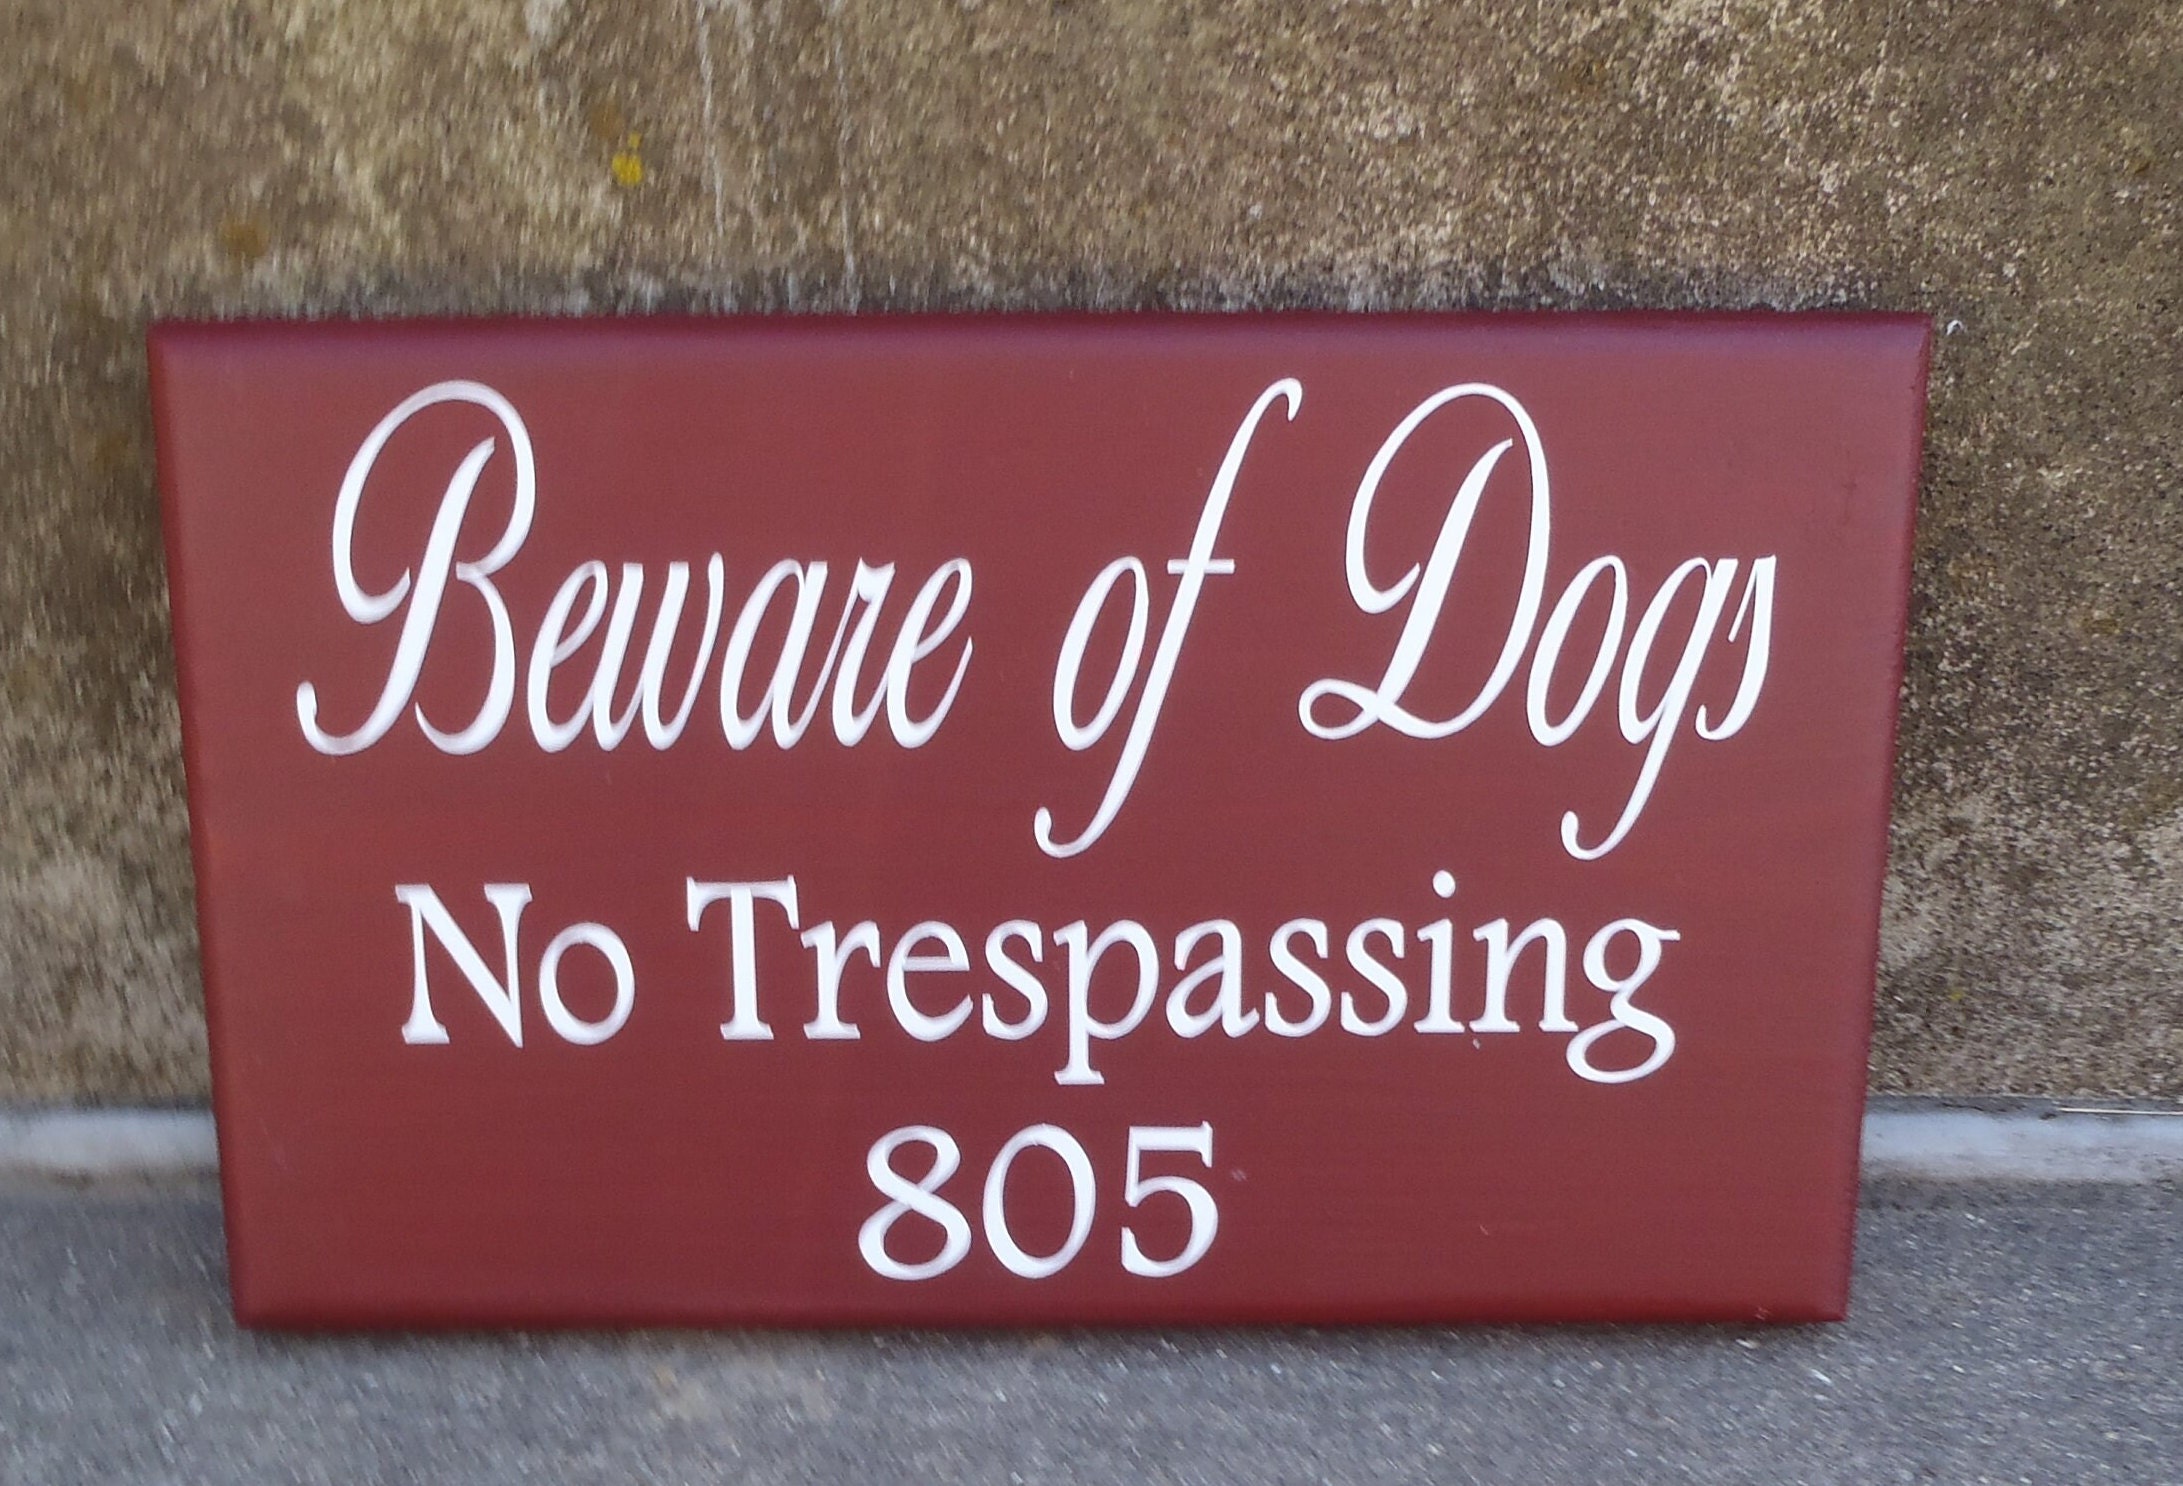 Beware of Dogs
No Trespassing
805